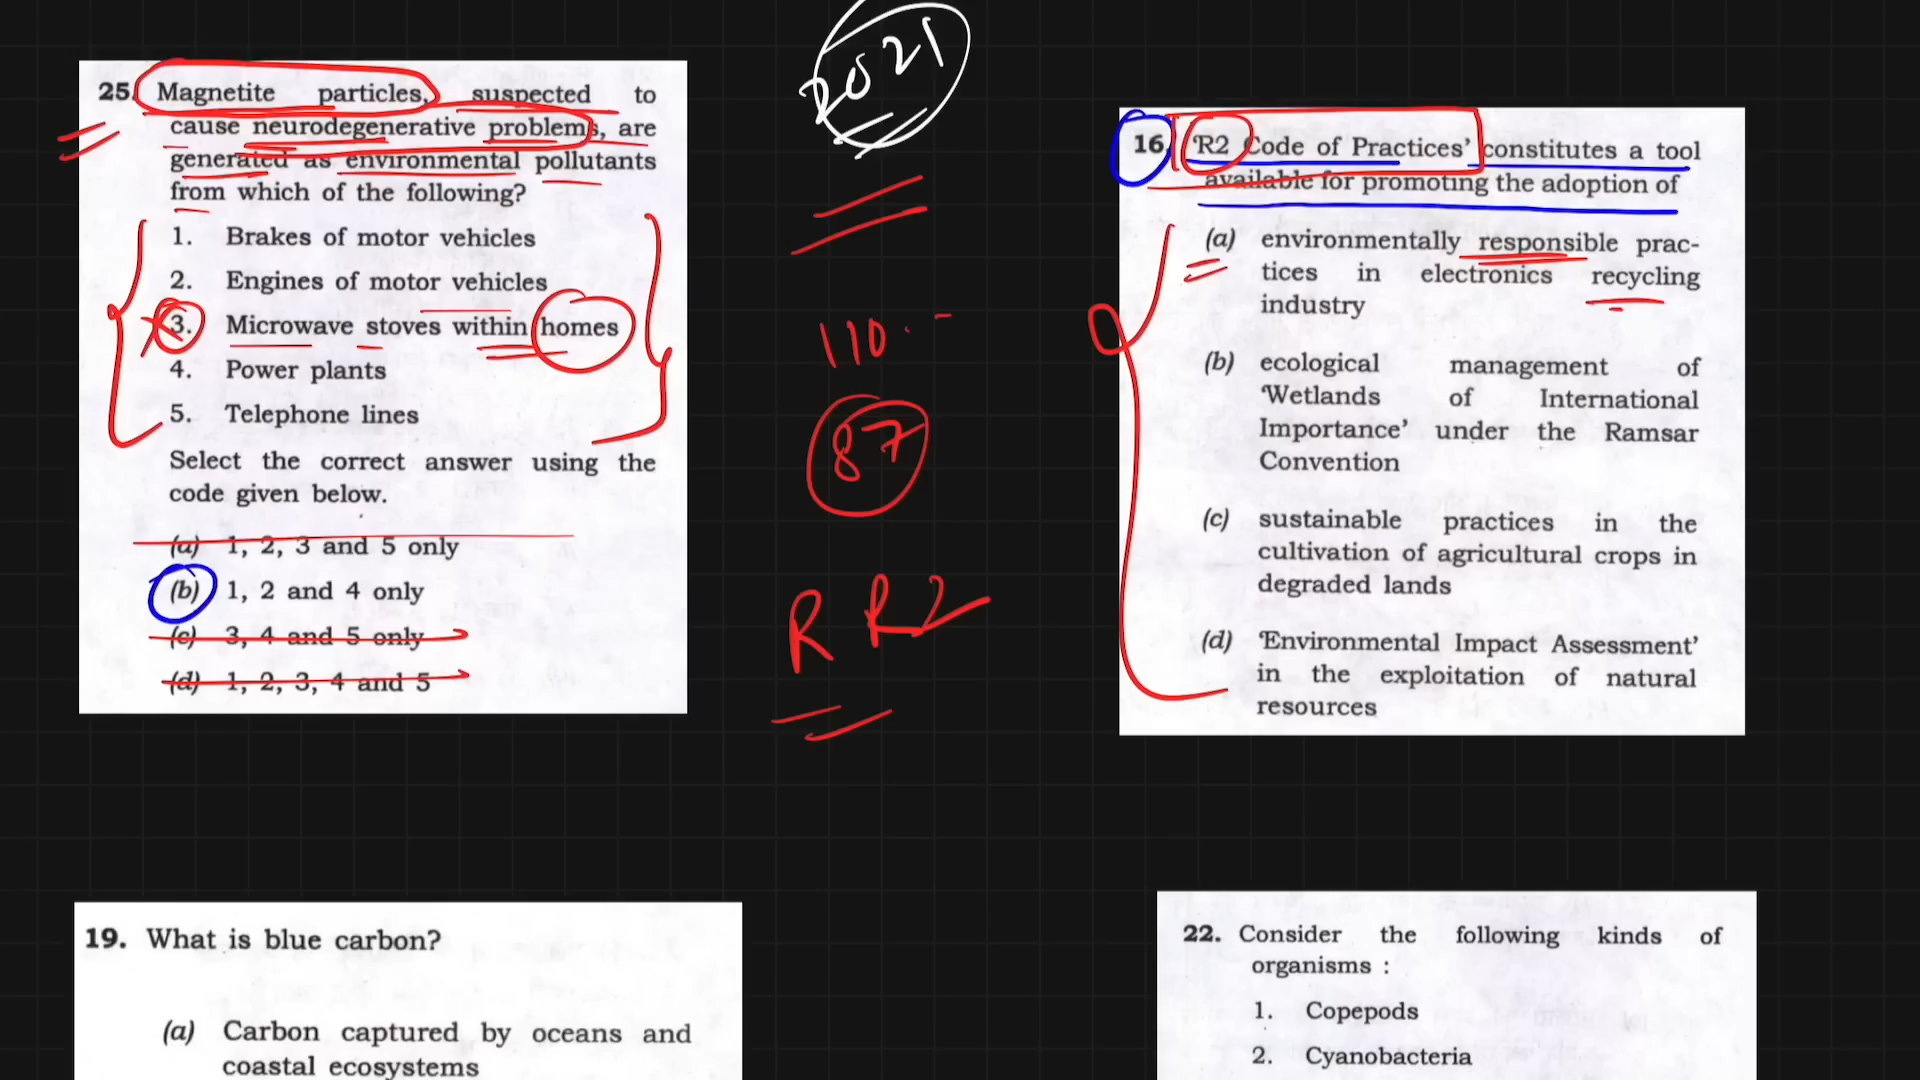 2021
25. Magnetite particles, suspected to
cause neurodegenerative problems, are
generated as environmental pollutants
from which of the following?
1. Brakes of motor vehicles
2. Engines of motor vehicles
3. Microwave stoves within homes
4. Power plants
5. Telephone lines
Select the correct answer using the
code given below.
(a) 1, 2, 3 and 5 only
(b) 1, 2 and 4 only
(c) 3, 4 and 5 only
(d) 1, 2, 3, 4 and 5
110
87
R R2
16. 'R2 Code of Practices' constitutes a tool
available for promoting the adoption of
(a) environmentally responsible prac-
tices in electronics recycling
industry
(b) ecological management of
'Wetlands of International
Importance' under the Ramsar
Convention
(c) sustainable practices in the
cultivation of agricultural crops in
degraded lands
(d) 'Environmental Impact Assessment'
in the exploitation of natural
resources
19. What is blue carbon?
(a) Carbon captured by oceans and
coastal ecosystems
22. Consider the following kinds of
organisms :
1. Copepods
2. Cyanobacteria